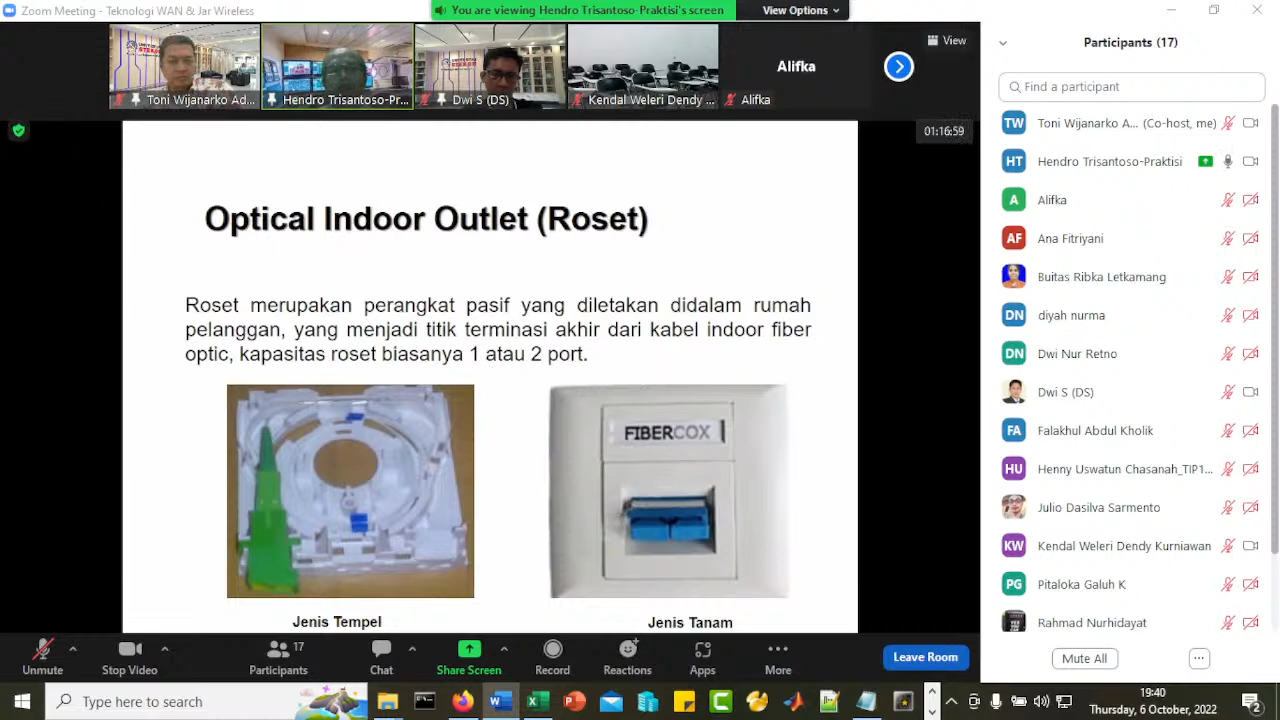 Zoom Meeting - Teknologi WAN & Jar Wireless
You are viewing Hendro Trisantoso-Praktisi's screen
View Options
View
Toni Wijanarko Ad...
Hendro Trisantoso-Pr...
Dwi S (DS)
Kendal Weleri Dendy ...
Alifka
Alifka
01:16:59
Optical Indoor Outlet (Roset)
Roset merupakan perangkat pasif yang diletakan didalam rumah
pelanggan, yang menjadi titik terminasi akhir dari kabel indoor fiber
optic, kapasitas roset biasanya 1 atau 2 port.
FIBERCOX
Jenis Tempel
Jenis Tanam
Participants (17)
Find a participant
TW Toni Wijanarko A... (Co-host, me)
HT Hendro Trisantoso-Praktisi
A Alifka
AF Ana Fitriyani
Buitas Ribka Letkamang
DN diyah nurma
DN Dwi Nur Retno
Dwi S (DS)
FA Falakhul Abdul Kholik
HU Henny Uswatun Chasanah_TIP1...
Julio Dasilva Sarmento
KW Kendal Weleri Dendy Kurniawan
PG Pitaloka Galuh K
Rahmad Nurhidayat
Mute All
Unmute
Stop Video
17
Participants
Chat
Share Screen
Record
Reactions
Apps
More
Leave Room
Type here to search
19:40
Thursday, 6 October, 2022
2